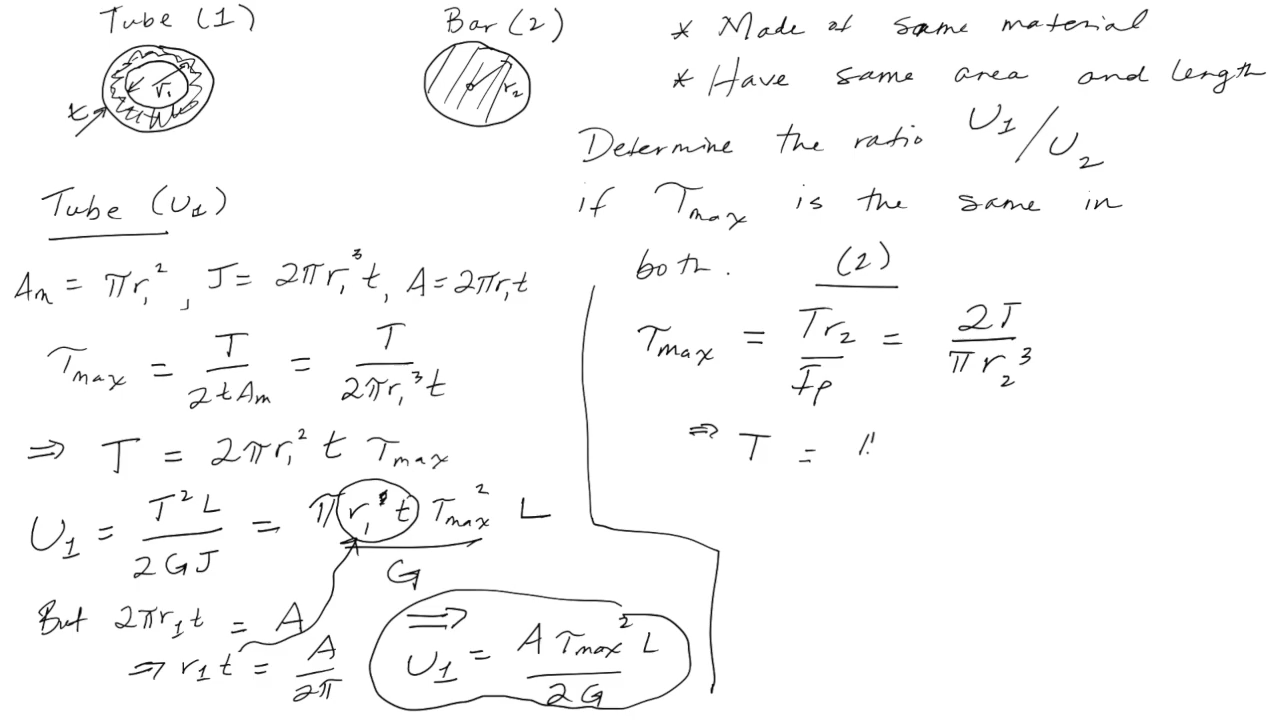 Tube (1)
r₁
t
Bar (2)
r₂
* Made of same material
* Have same area and length
Determine the ratio U₁/U₂
if τmax is the same in
both.
Tube (U₁)
Am = πr₁², J = 2πr₁³t, A = 2πr₁t
τmax = T / 2tAm = T / 2πr₁³t
⇒ T = 2πr₁² t τmax
U₁ = T²L / 2GJ = πr₁t τmax² L / G
But 2πr₁t = A
⇒ r₁t = A / 2π
⇒ U₁ = A τmax² L / 2G
(2)
τmax = Tr₂ / Ip = 2T / πr₂³
⇒ T =